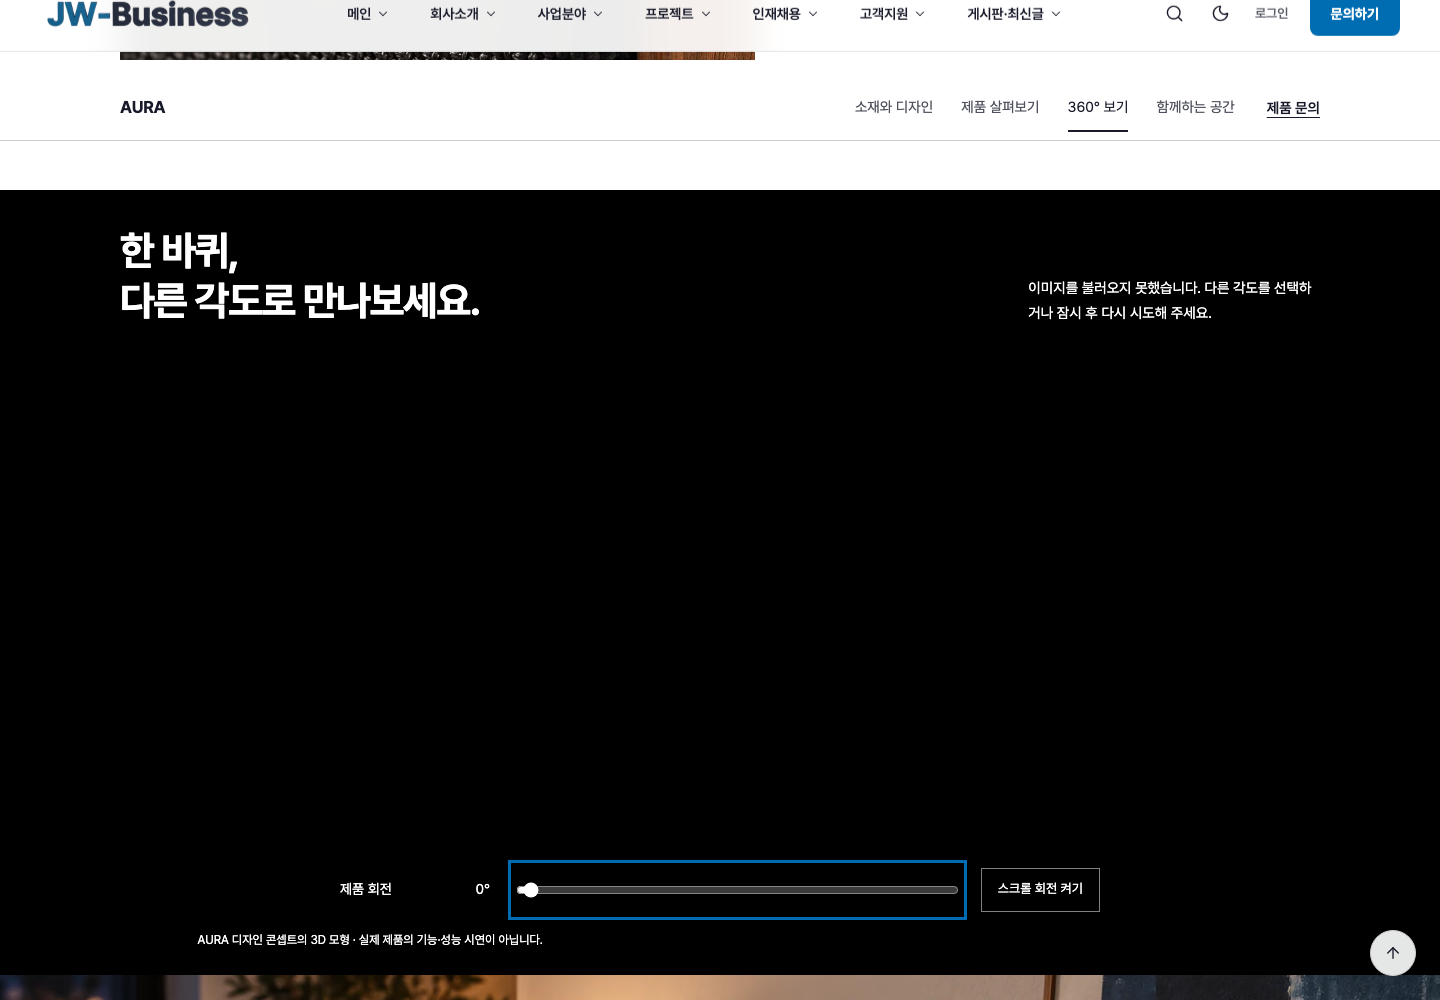 JW-Business
메인
회사소개
사업분야
프로젝트
인재채용
고객지원
게시판·최신글
로그인
문의하기
AURA
소재와 디자인
제품 살펴보기
360° 보기
함께하는 공간
제품 문의
한 바퀴,
다른 각도로 만나보세요.
이미지를 불러오지 못했습니다. 다른 각도를 선택하
거나 잠시 후 다시 시도해 주세요.
제품 회전
0°
스크롤 회전 켜기
AURA 디자인 콘셉트의 3D 모형 · 실제 제품의 기능·성능 시연이 아닙니다.